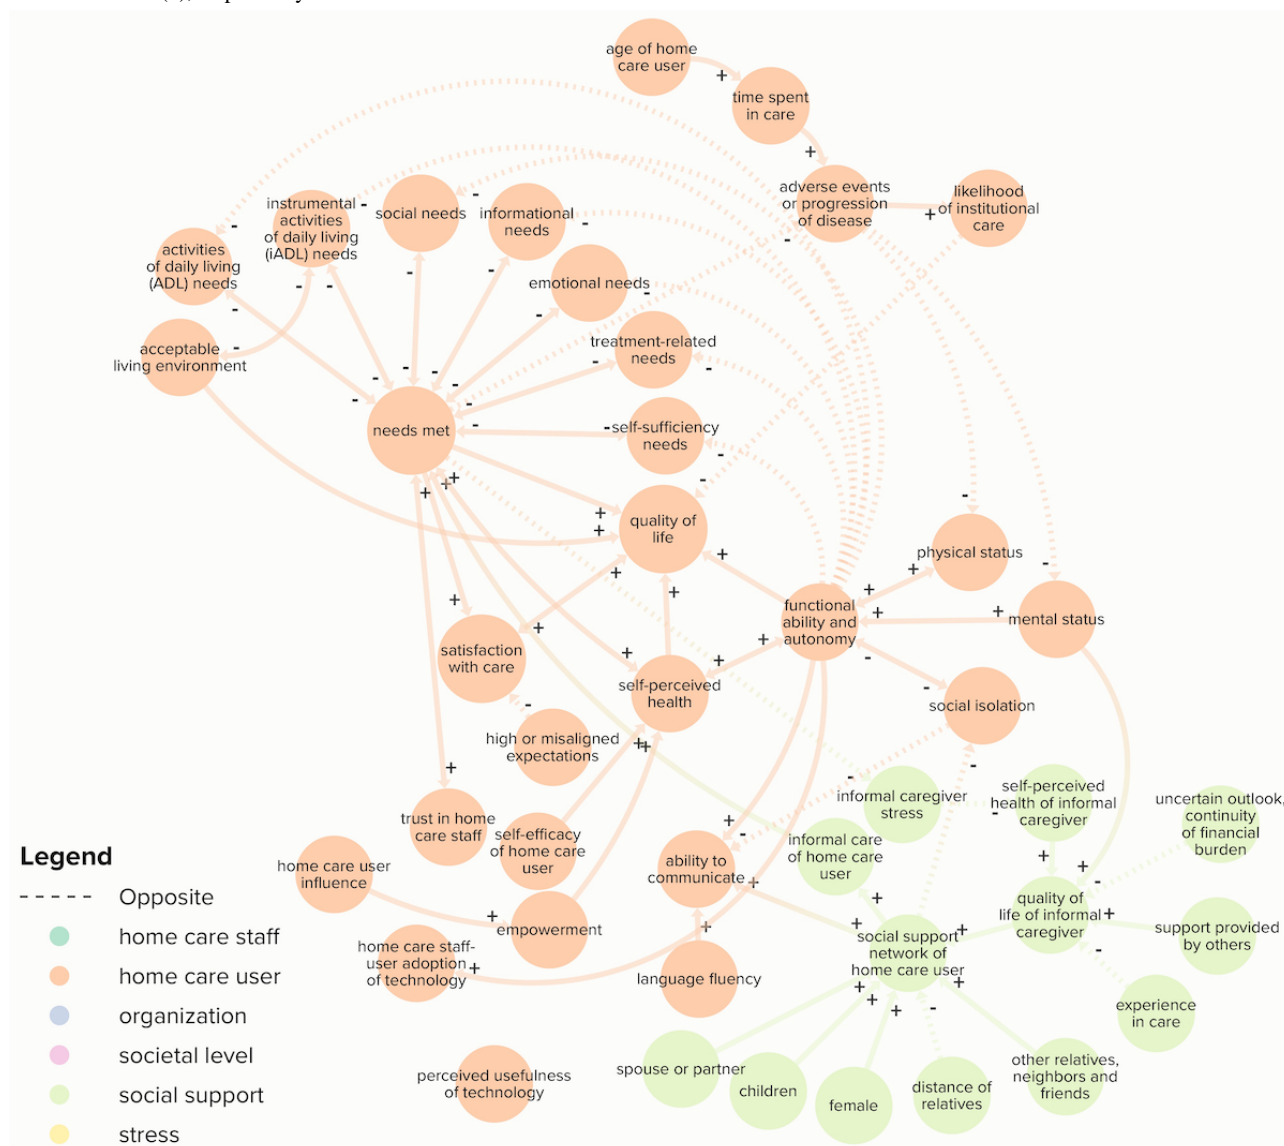 age of home
care user
time spent
in care
adverse events
or progression
of disease
likelihood
of institutional
care
instrumental
activities
of daily living
(iADL) needs
social needs
informational
needs
activities
of daily living
(ADL) needs
emotional needs
acceptable
living environment
treatment-related
needs
needs met
self-sufficiency
needs
quality of
life
physical status
functional
ability and
autonomy
mental status
satisfaction
with care
self-perceived
health
social isolation
high or misaligned
expectations
informal caregiver
stress
self-perceived
health of informal
caregiver
uncertain outlook,
continuity
of financial
burden
trust in home
care staff
self-efficacy
of home care
user
informal care
of home care
user
ability to
communicate
home care user
influence
empowerment
quality of
life of informal
caregiver
support provided
by others
home care staff-
user adoption
of technology
language fluency
social support
network of
home care user
experience
in care
perceived usefulness
of technology
spouse or partner
children
female
distance of
relatives
other relatives,
neighbors and
friends
Legend
Opposite
home care staff
home care user
organization
societal level
social support
stress